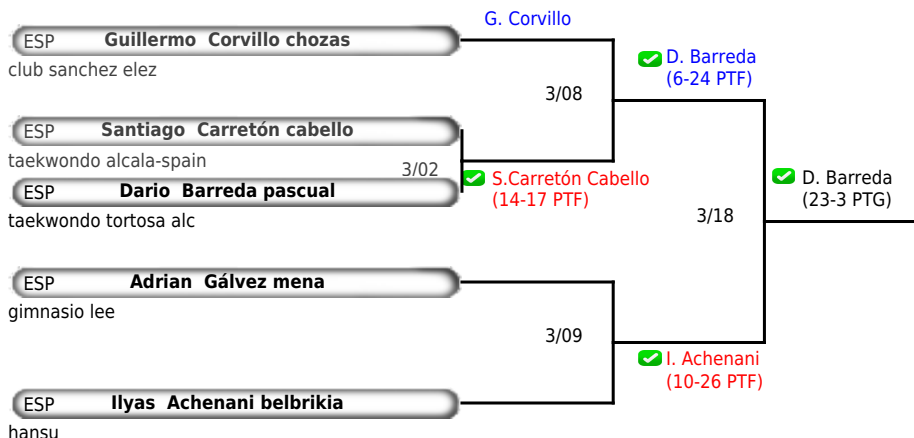 G. Corvillo
ESP Guillermo Corvillo chozas
club sanchez elez
D. Barreda
(6-24 PTF)
3/08
ESP Santiago Carretón cabello
taekwondo alcala-spain
3/02
S.Carretón Cabello
(14-17 PTF)
D. Barreda
(23-3 PTG)
ESP Dario Barreda pascual
taekwondo tortosa alc
3/18
ESP Adrian Gálvez mena
gimnasio lee
3/09
I. Achenani
(10-26 PTF)
ESP Ilyas Achenani belbrikia
hansu